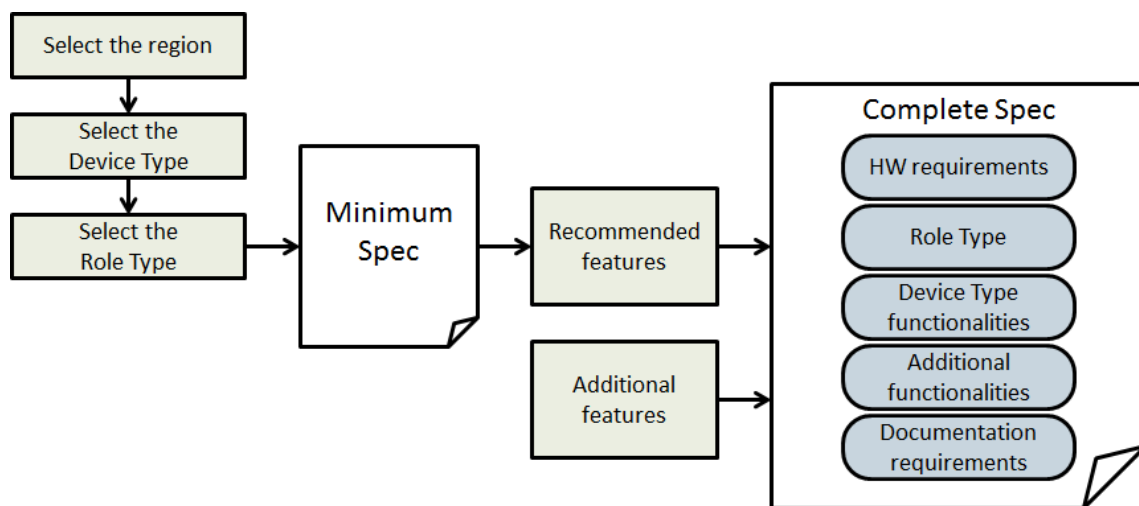 Select the region
Select the
Device Type
Select the
Role Type
Minimum
Spec
Recommended
features
Additional
features
Complete Spec
HW requirements
Role Type
Device Type
functionalities
Additional
functionalities
Documentation
requirements